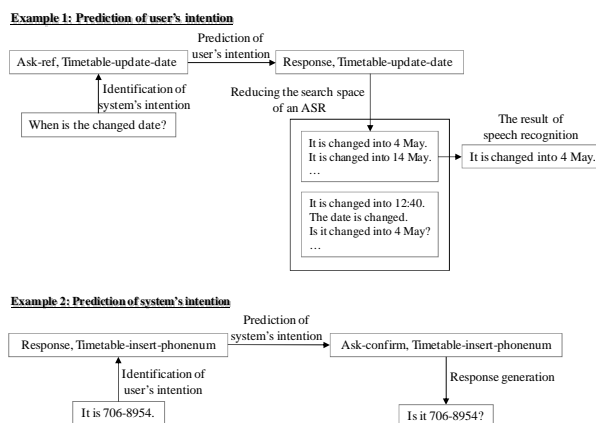 Example 1: Prediction of user's intention
Prediction of
user's intention
Ask-ref, Timetable-update-date
Response, Timetable-update-date
Identification of
system's intention
Reducing the search space
of an ASR
When is the changed date?
The result of
speech recognition
It is changed into 4 May.
It is changed into 14 May.
...
It is changed into 4 May.
It is changed into 12:40.
The date is changed.
Is it changed into 4 May?
...
Example 2: Prediction of system's intention
Prediction of
system's intention
Response, Timetable-insert-phonenum
Ask-confirm, Timetable-insert-phonenum
Identification of
user's intention
Response generation
It is 706-8954.
Is it 706-8954?